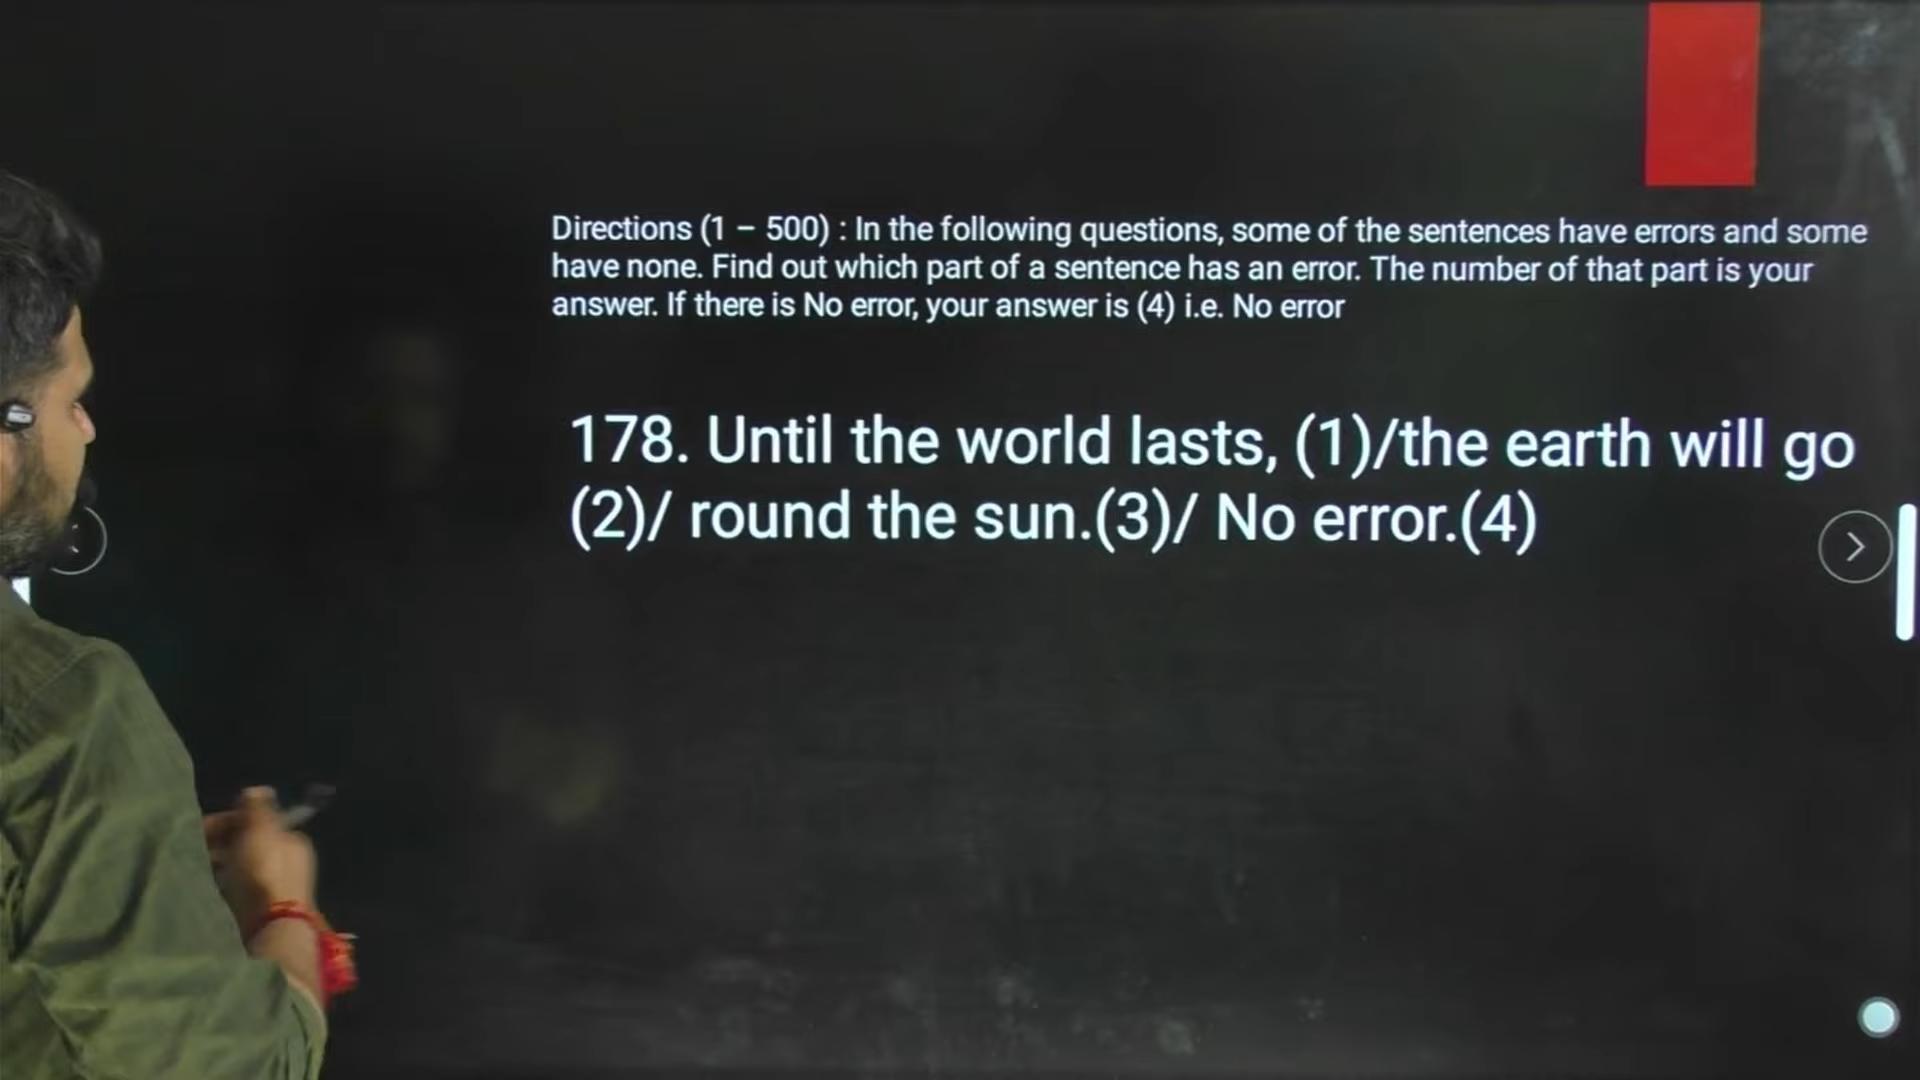 Directions (1 – 500) : In the following questions, some of the sentences have errors and some
have none. Find out which part of a sentence has an error. The number of that part is your
answer. If there is No error, your answer is (4) i.e. No error
178. Until the world lasts, (1)/the earth will go
(2)/ round the sun.(3)/ No error.(4)